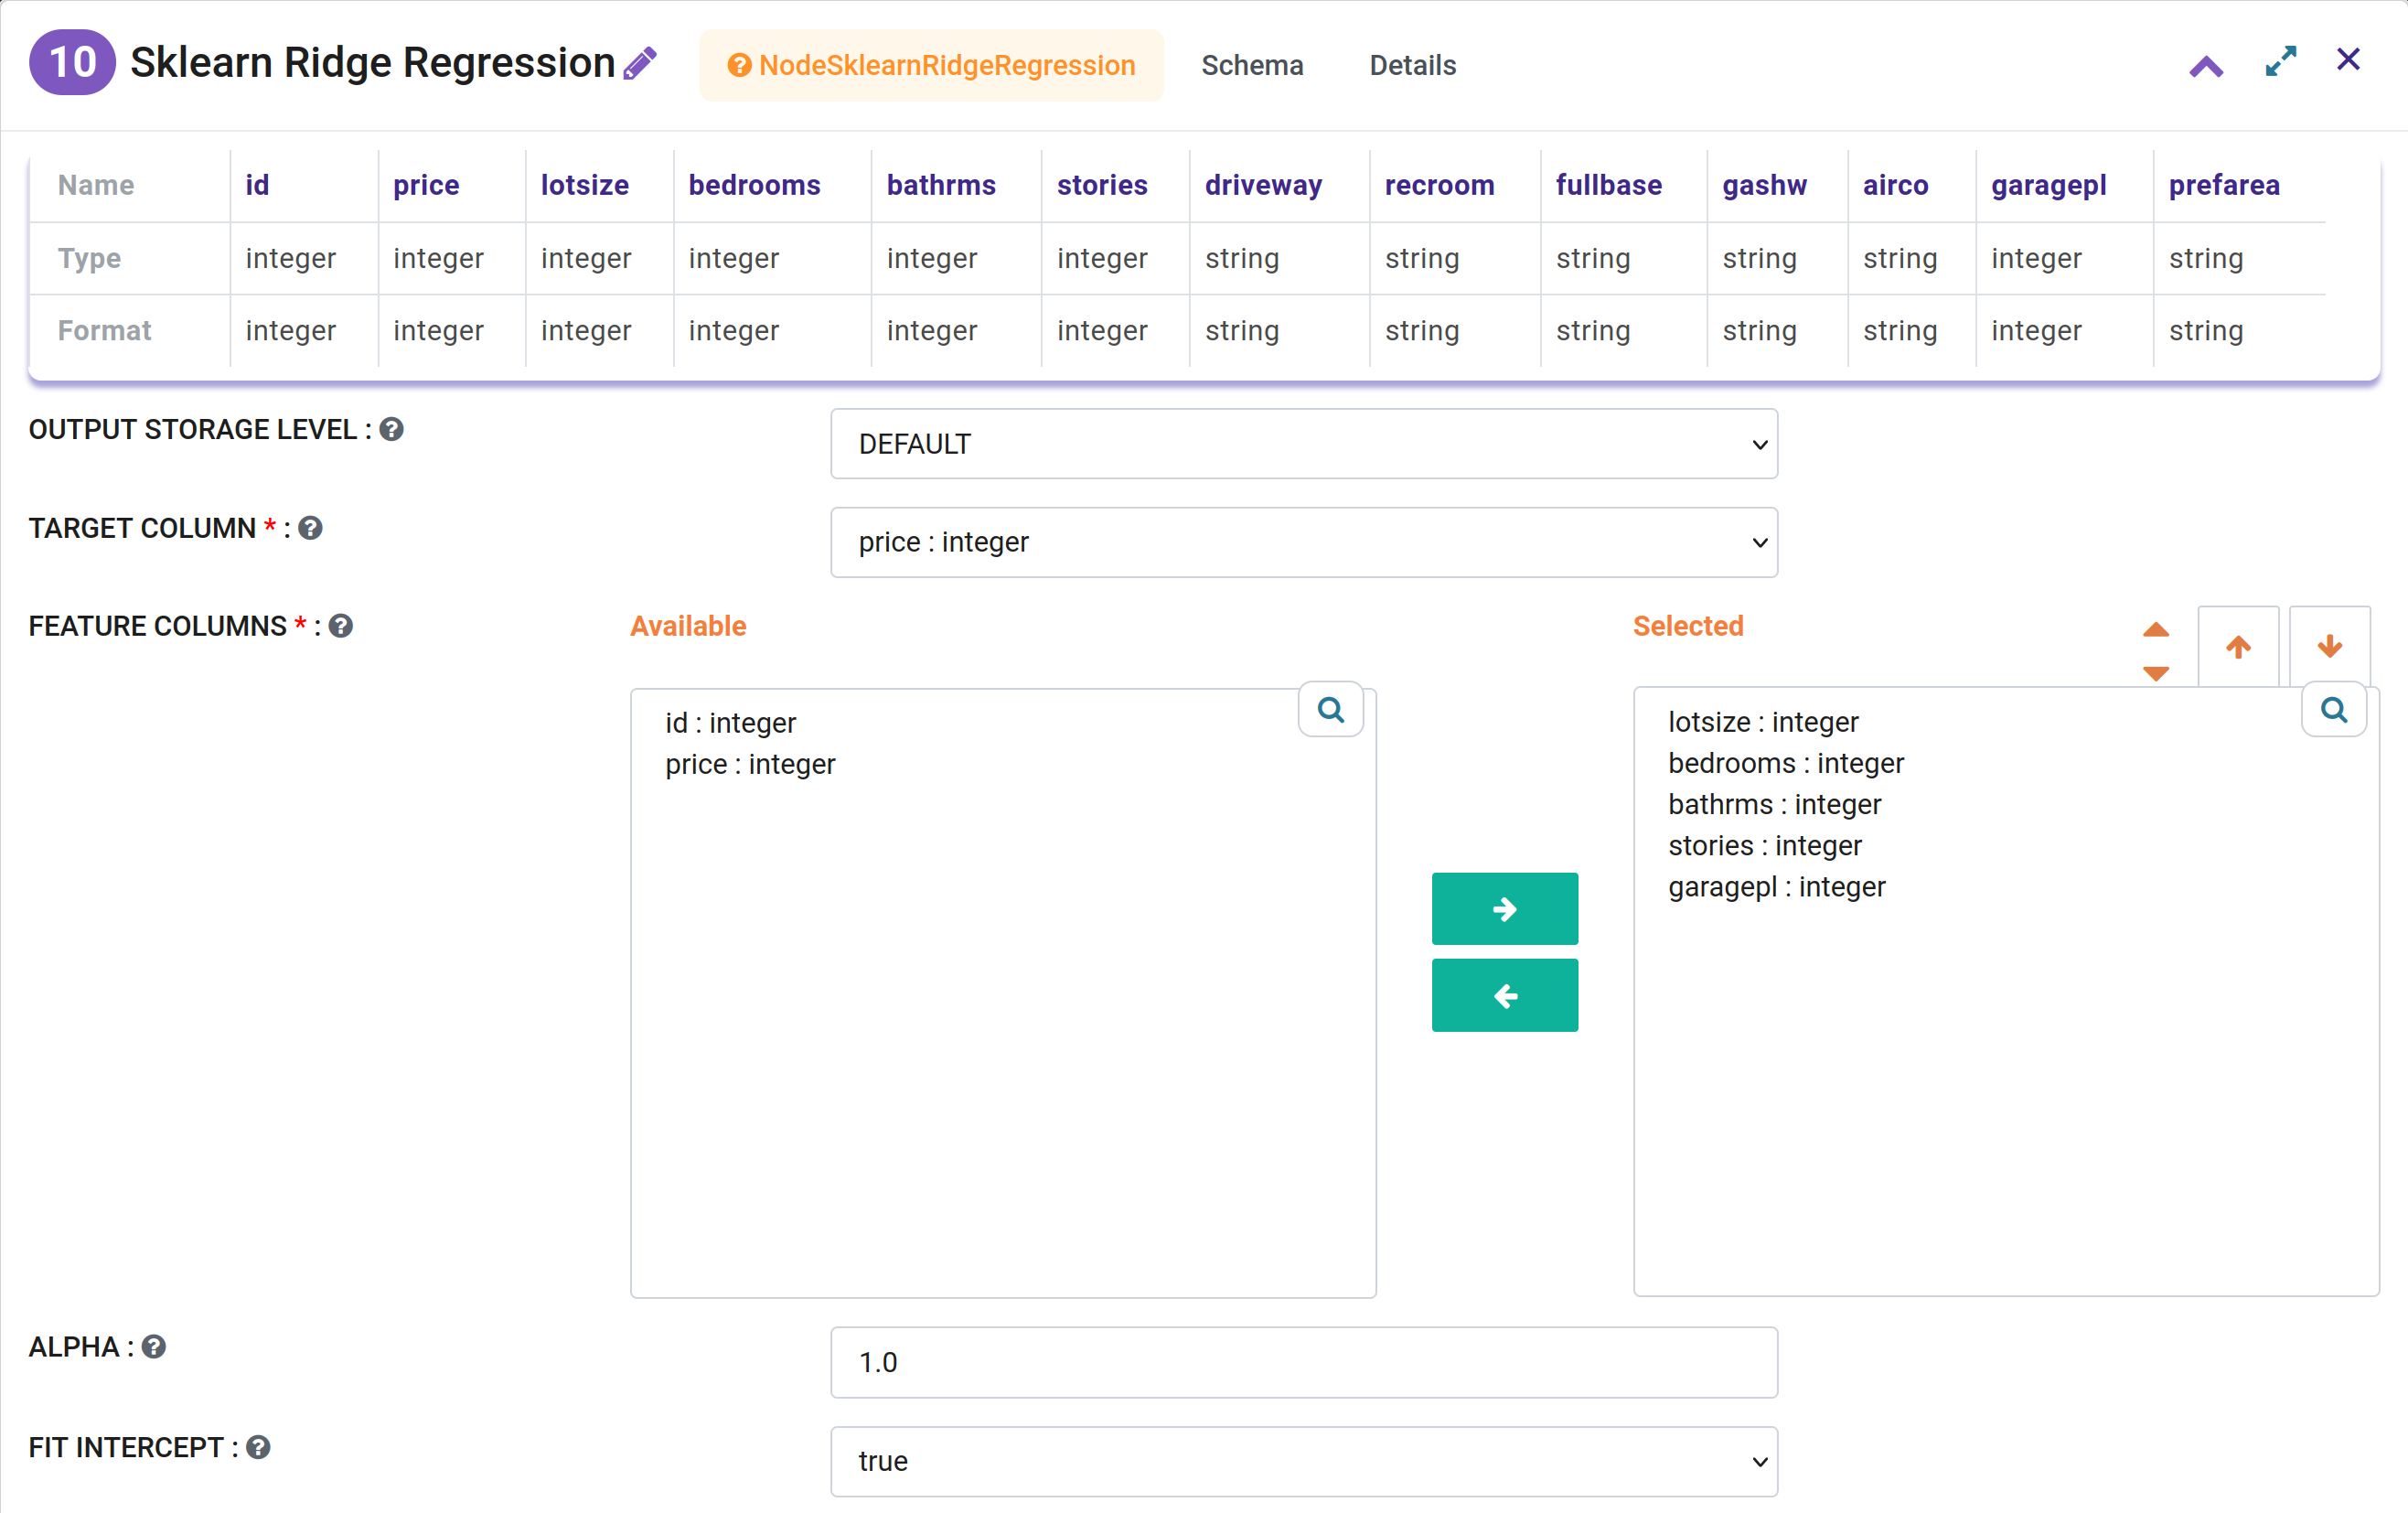 10 Sklearn Ridge Regression NodeSklearnRidgeRegression Schema Details
Name id price lotsize bedrooms bathrms stories driveway recroom fullbase gashw airco garagepl prefarea
Type integer integer integer integer integer integer string string string string string integer string
Format integer integer integer integer integer integer string string string string string integer string
OUTPUT STORAGE LEVEL : DEFAULT
TARGET COLUMN * : price : integer
FEATURE COLUMNS * : Available Selected
id : integer
price : integer
lotsize : integer
bedrooms : integer
bathrms : integer
stories : integer
garagepl : integer
ALPHA : 1.0
FIT INTERCEPT : true